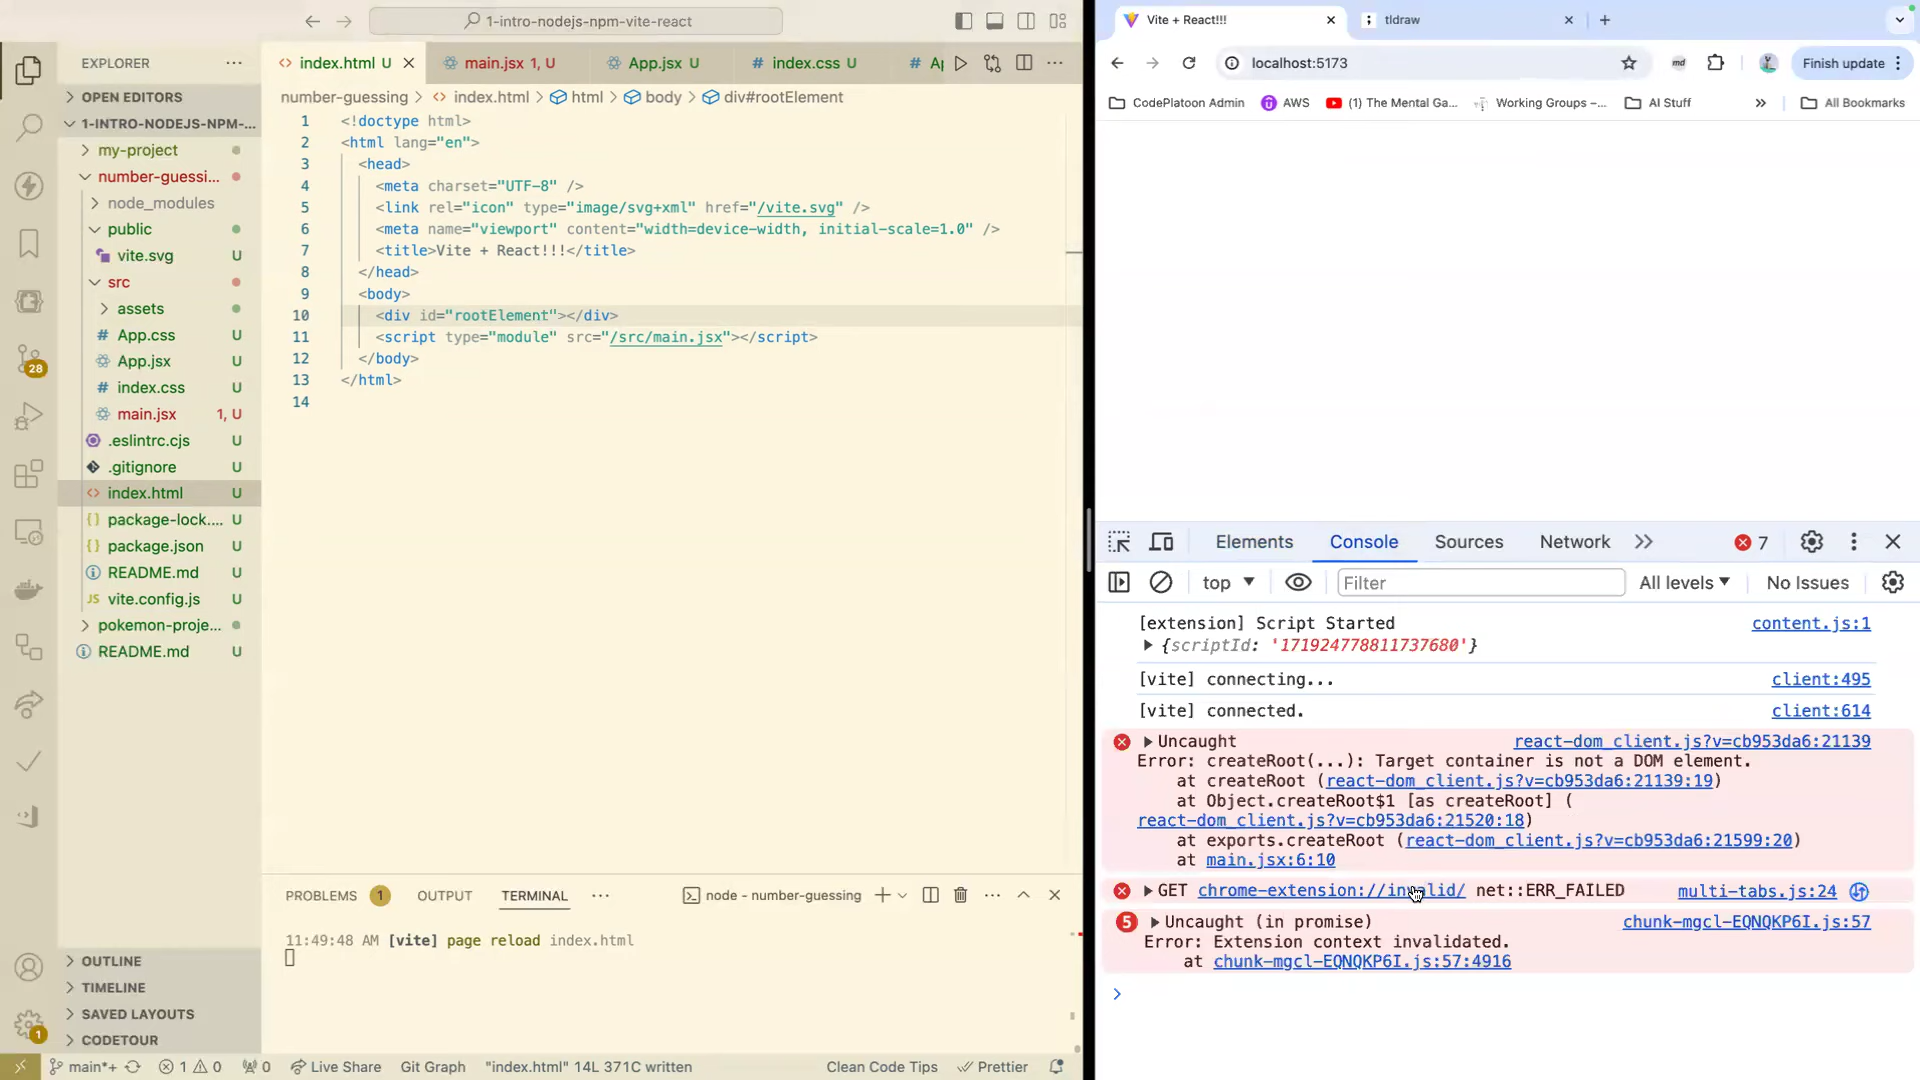 1-intro-nodejs-npm-vite-react
EXPLORER
OPEN EDITORS
1-INTRO-NODEJS-NPM-...
my-project
number-guessi...
node_modules
public
vite.svg U
src
assets
App.css U
App.jsx U
index.css U
main.jsx 1, U
.eslintrc.cjs U
.gitignore U
index.html U
package-lock.... U
package.json U
README.md U
vite.config.js U
pokemon-proje...
README.md U
OUTLINE
TIMELINE
SAVED LAYOUTS
CODETOUR
28
1
index.html U
main.jsx 1, U
App.jsx U
index.css U
Ap
number-guessing > index.html > html > body > div#rootElement
1 <!doctype html>
2 <html lang="en">
3 <head>
4 <meta charset="UTF-8" />
5 <link rel="icon" type="image/svg+xml" href="/vite.svg" />
6 <meta name="viewport" content="width=device-width, initial-scale=1.0" />
7 <title>Vite + React!!!</title>
8 </head>
9 <body>
10 <div id="rootElement"></div>
11 <script type="module" src="/src/main.jsx"></script>
12 </body>
13 </html>
14
PROBLEMS 1 OUTPUT TERMINAL node - number-guessing
11:49:48 AM [vite] page reload index.html
main*+ 1 0 0 Live Share Git Graph "index.html" 14L 371C written Clean Code Tips Prettier
Vite + React!!!
tldraw
localhost:5173
md
Finish update
CodePlatoon Admin AWS (1) The Mental Ga... Working Groups –... AI Stuff » All Bookmarks
Elements Console Sources Network 7
top Filter All levels No Issues
[extension] Script Started content.js:1
{scriptId: '171924778811737680'}
[vite] connecting... client:495
[vite] connected. client:614
Uncaught react-dom_client.js?v=cb953da6:21139
Error: createRoot(...): Target container is not a DOM element.
at createRoot (react-dom_client.js?v=cb953da6:21139:19)
at Object.createRoot$1 [as createRoot] (
react-dom_client.js?v=cb953da6:21520:18)
at exports.createRoot (react-dom_client.js?v=cb953da6:21599:20)
at main.jsx:6:10
GET chrome-extension://invalid/ net::ERR_FAILED multi-tabs.js:24
5 Uncaught (in promise) chunk-mgcl-EQNQKP6I.js:57
Error: Extension context invalidated.
at chunk-mgcl-EQNQKP6I.js:57:4916